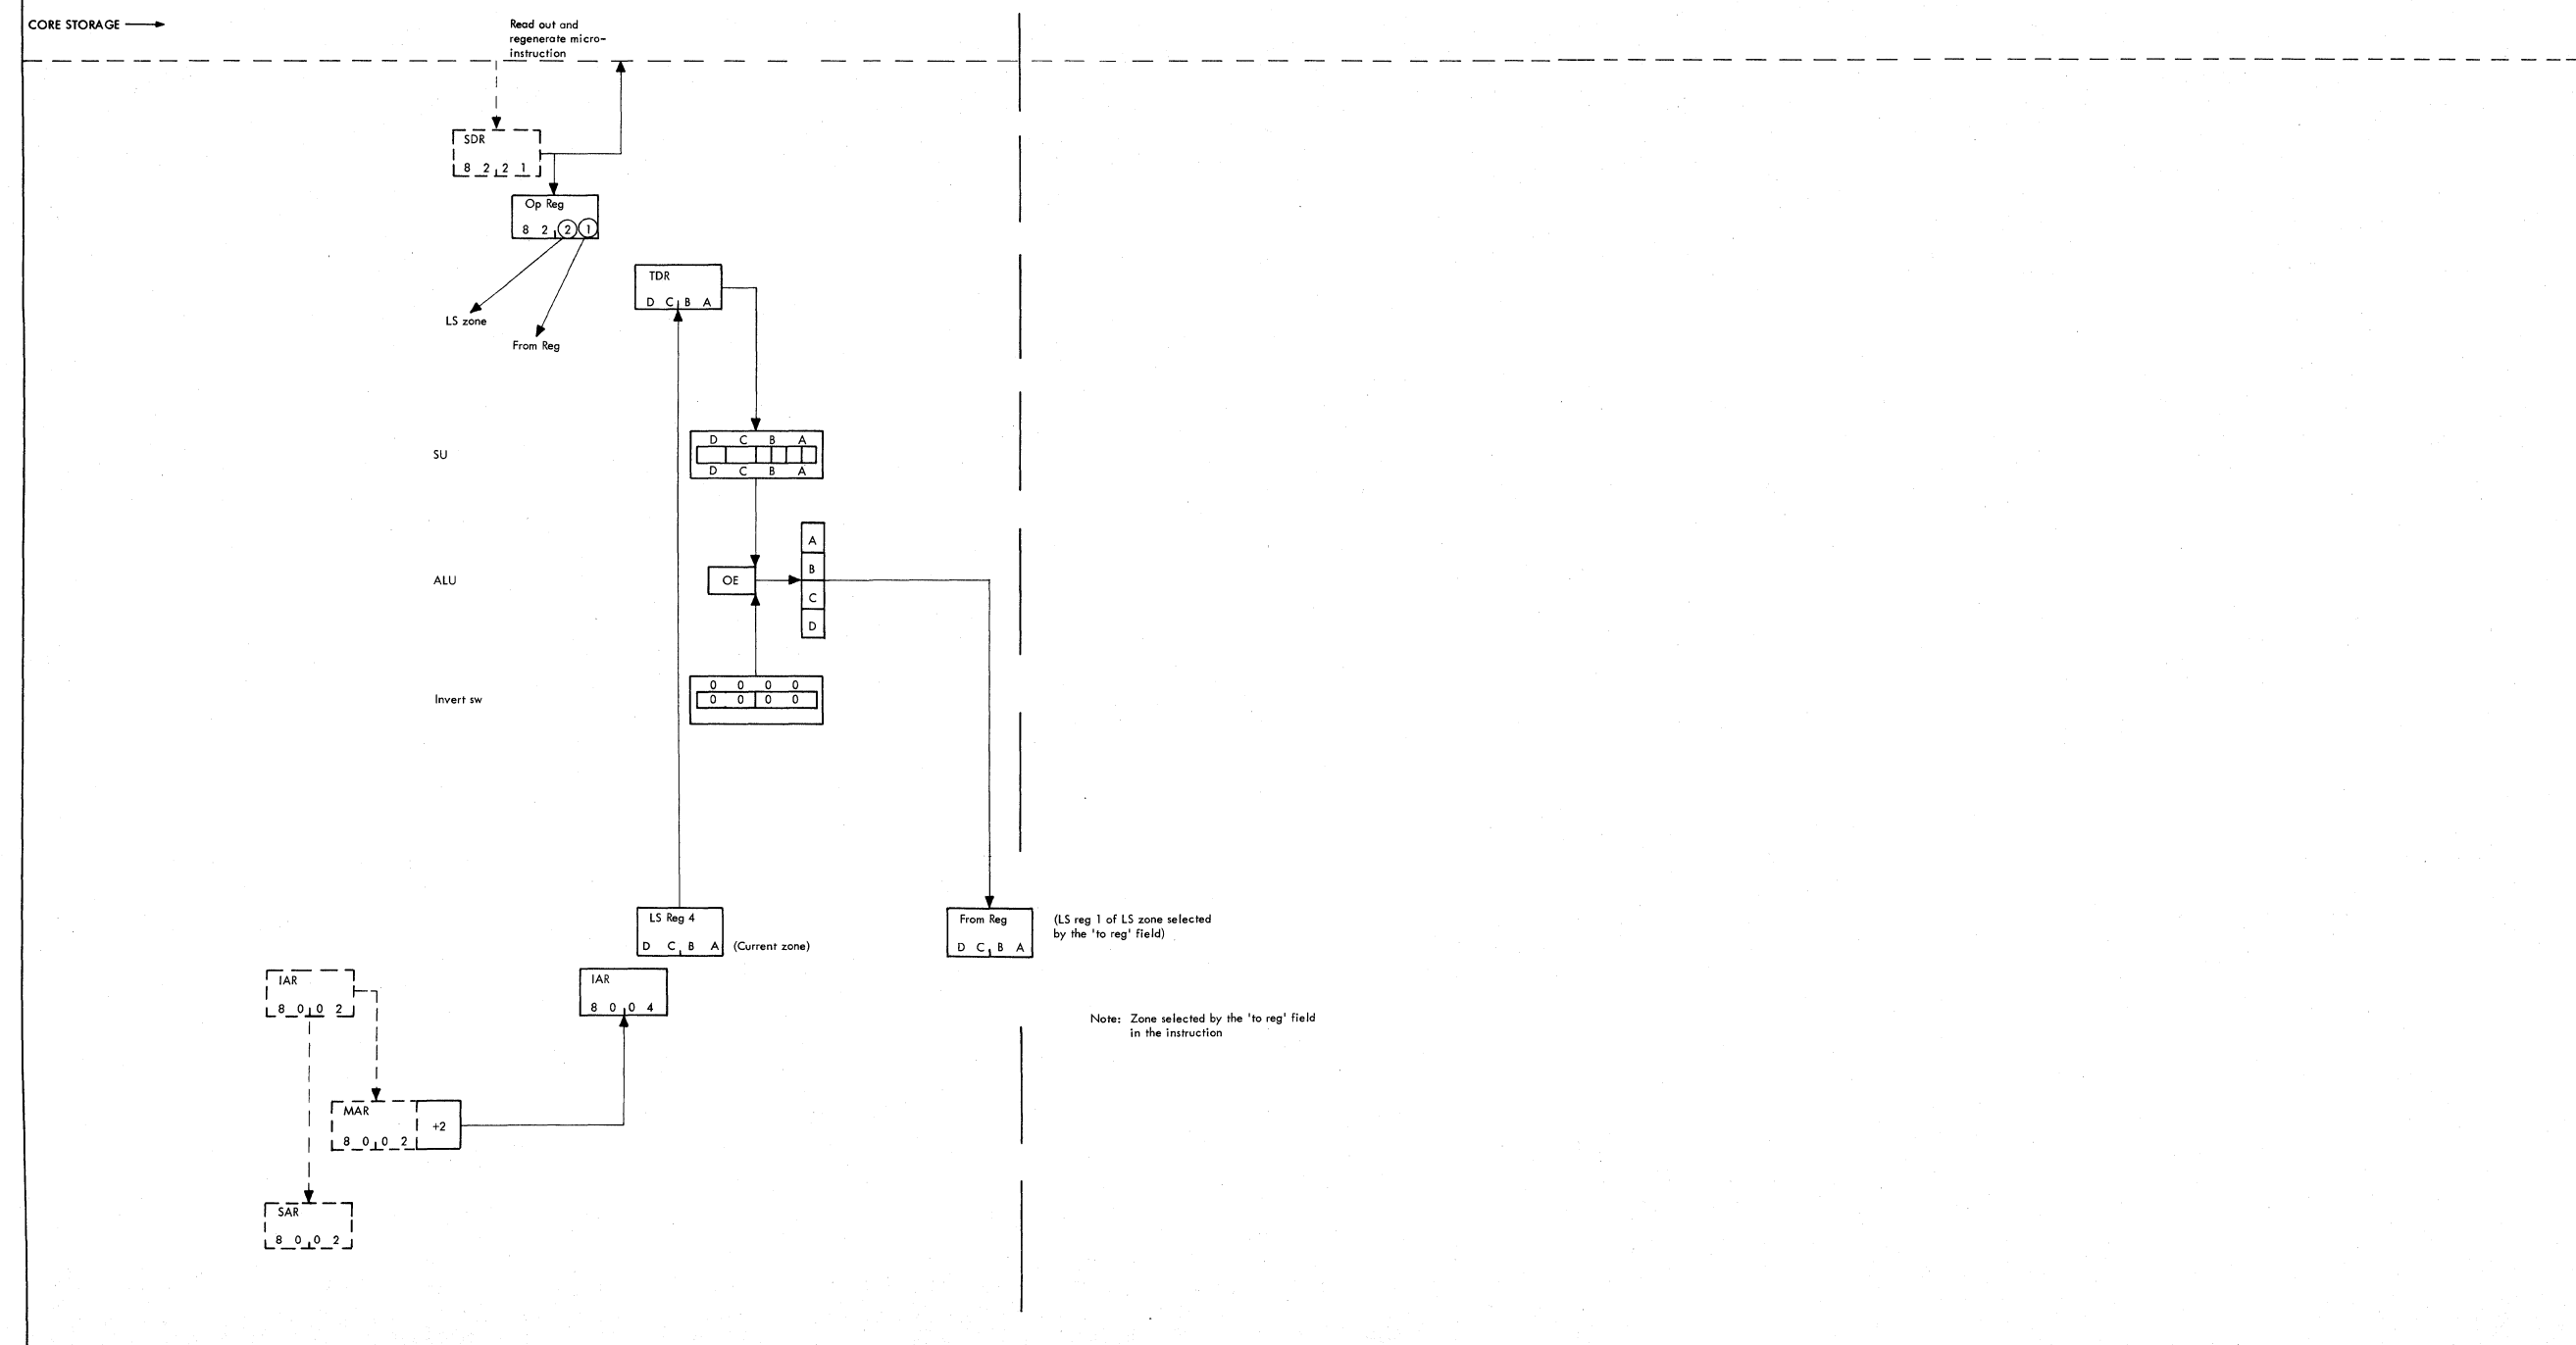 CORE STORAGE
Read out and
regenerate micro-
instruction
SDR
8 2 2 1
Op Reg
8 2 2 1
TDR
D C B A
LS zone
From Reg
D C B A
SU
D C B A
A
B
ALU
OE
C
D
0 0 0 0
Invert sw
0 0 0 0
LS Reg 4
D C B A
(Current zone)
From Reg
D C B A
(LS reg 1 of LS zone selected
by the 'to reg' field)
IAR
8 0 0 2
IAR
8 0 0 4
Note: Zone selected by the 'to reg' field
in the instruction
MAR
8 0 0 2
+2
SAR
8 0 0 2